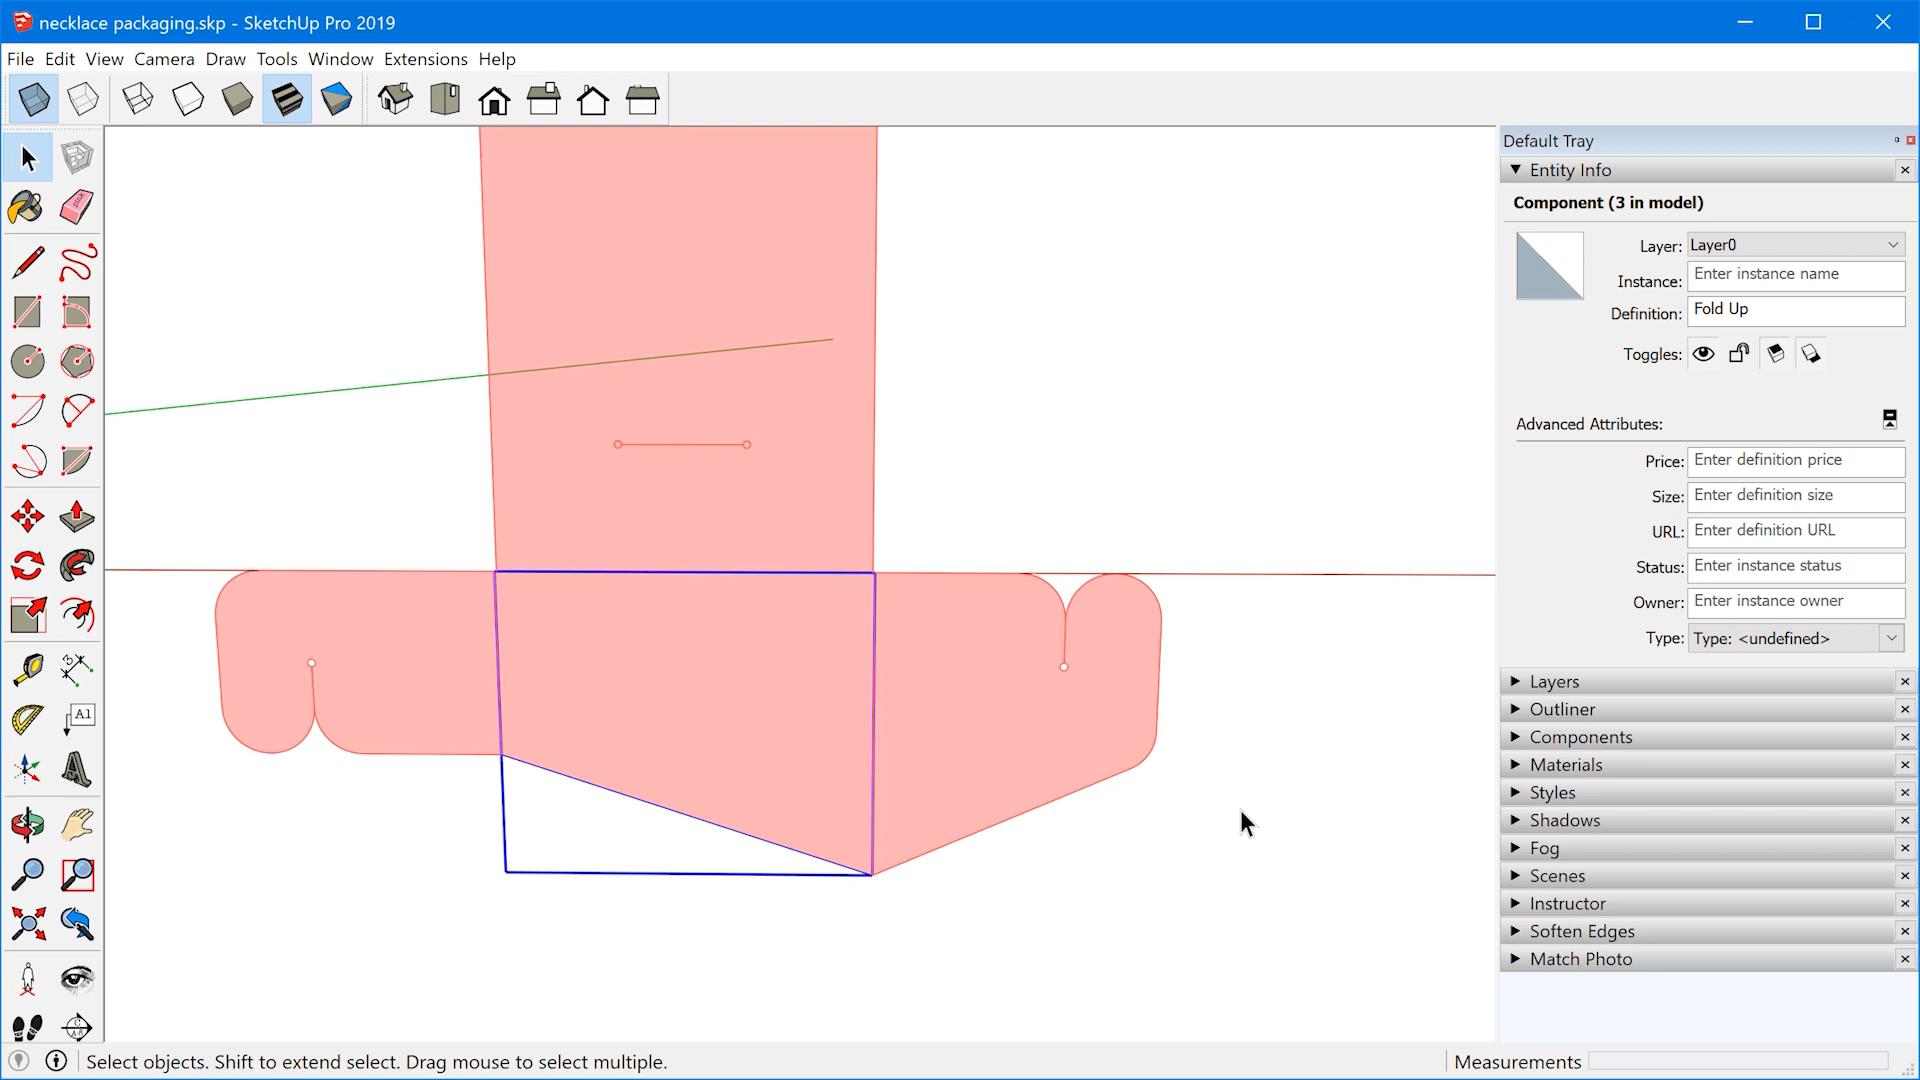 necklace packaging.skp - SketchUp Pro 2019
File Edit View Camera Draw Tools Window Extensions Help
Default Tray
Entity Info
Component (3 in model)
Layer: Layer0
Instance: Enter instance name
Definition: Fold Up
Toggles:
Advanced Attributes:
Price: Enter definition price
Size: Enter definition size
URL: Enter definition URL
Status: Enter instance status
Owner: Enter instance owner
Type: Type: <undefined>
Layers
Outliner
Components
Materials
Styles
Shadows
Fog
Scenes
Instructor
Soften Edges
Match Photo
A1
Select objects. Shift to extend select. Drag mouse to select multiple.
Measurements